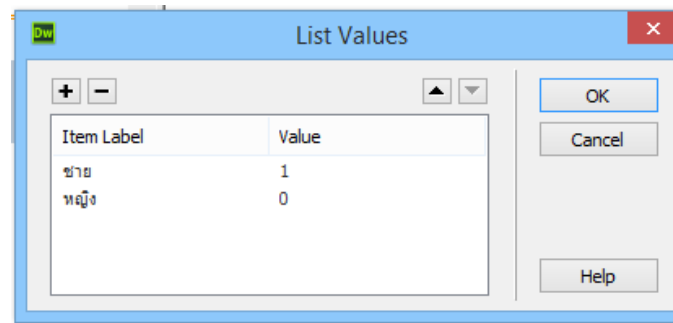 Dw List Values
OK
Item Label Value
Cancel
ชาย 1
หญิง 0
Help